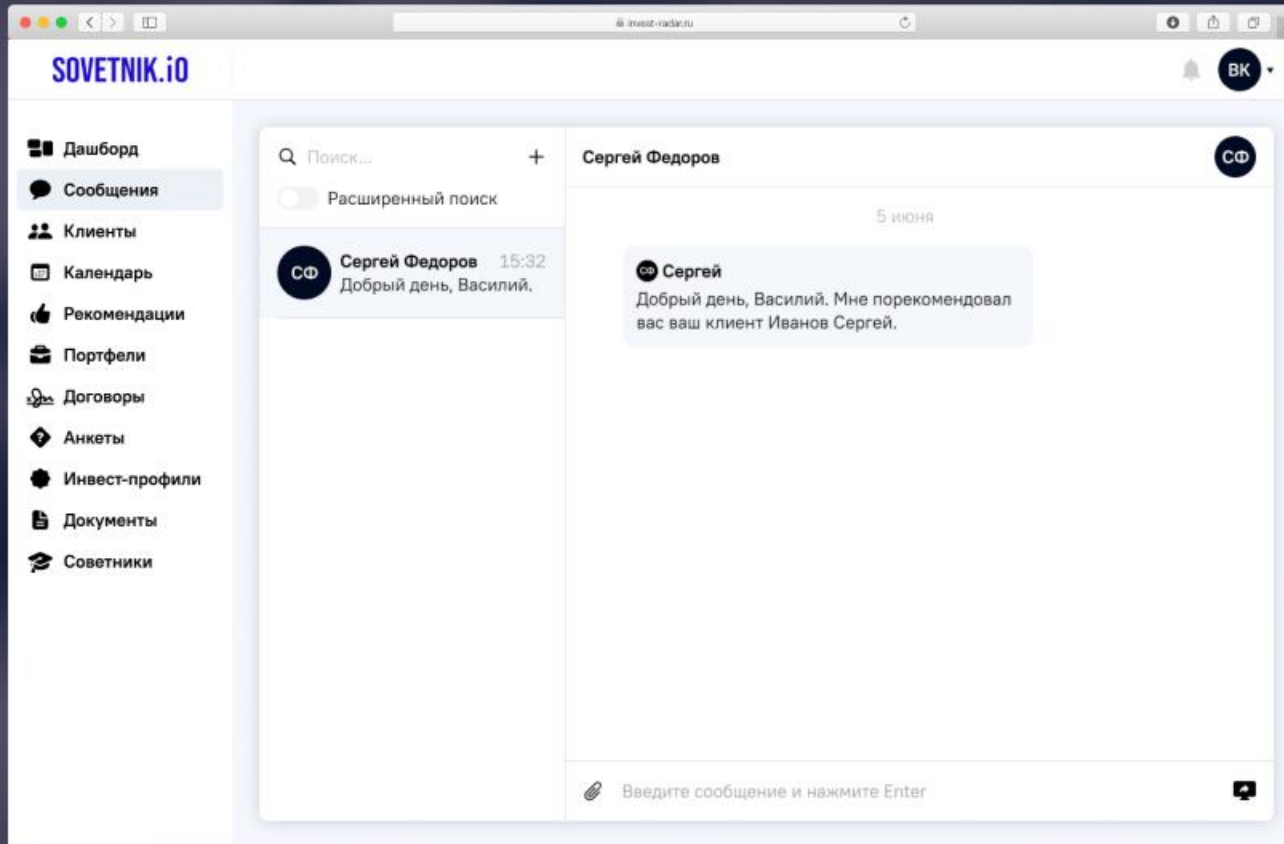 invest-radar.ru
SOVETNIK.iO
ВК
Дашборд
Сообщения
Клиенты
Календарь
Рекомендации
Портфели
Договоры
Анкеты
Инвест-профили
Документы
Советники
Поиск...
Расширенный поиск
СФ
Сергей Федоров 15:32
Добрый день, Василий.
Сергей Федоров
СФ
5 июня
СФ Сергей
Добрый день, Василий. Мне порекомендовал
вас ваш клиент Иванов Сергей.
Введите сообщение и нажмите Enter